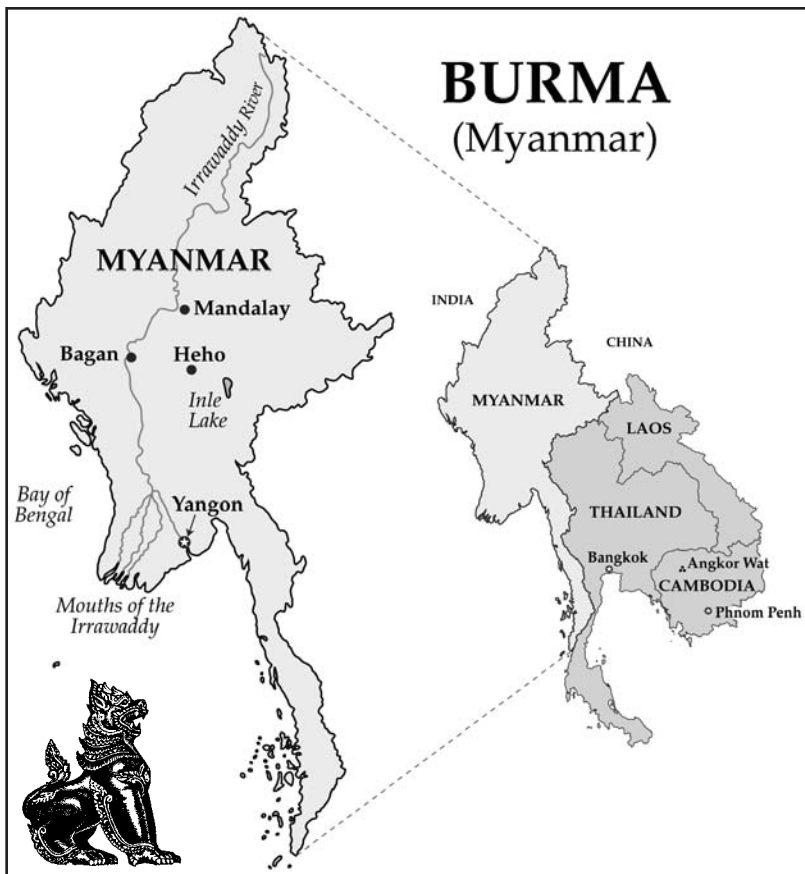 BURMA
(Myanmar)
Irrawaddy River
MYANMAR
Mandalay
Bagan
Heho
Inle
Lake
Bay of
Bengal
Yangon
Mouths of the
Irrawaddy
INDIA
CHINA
MYANMAR
LAOS
THAILAND
Bangkok
Angkor Wat
CAMBODIA
Phnom Penh